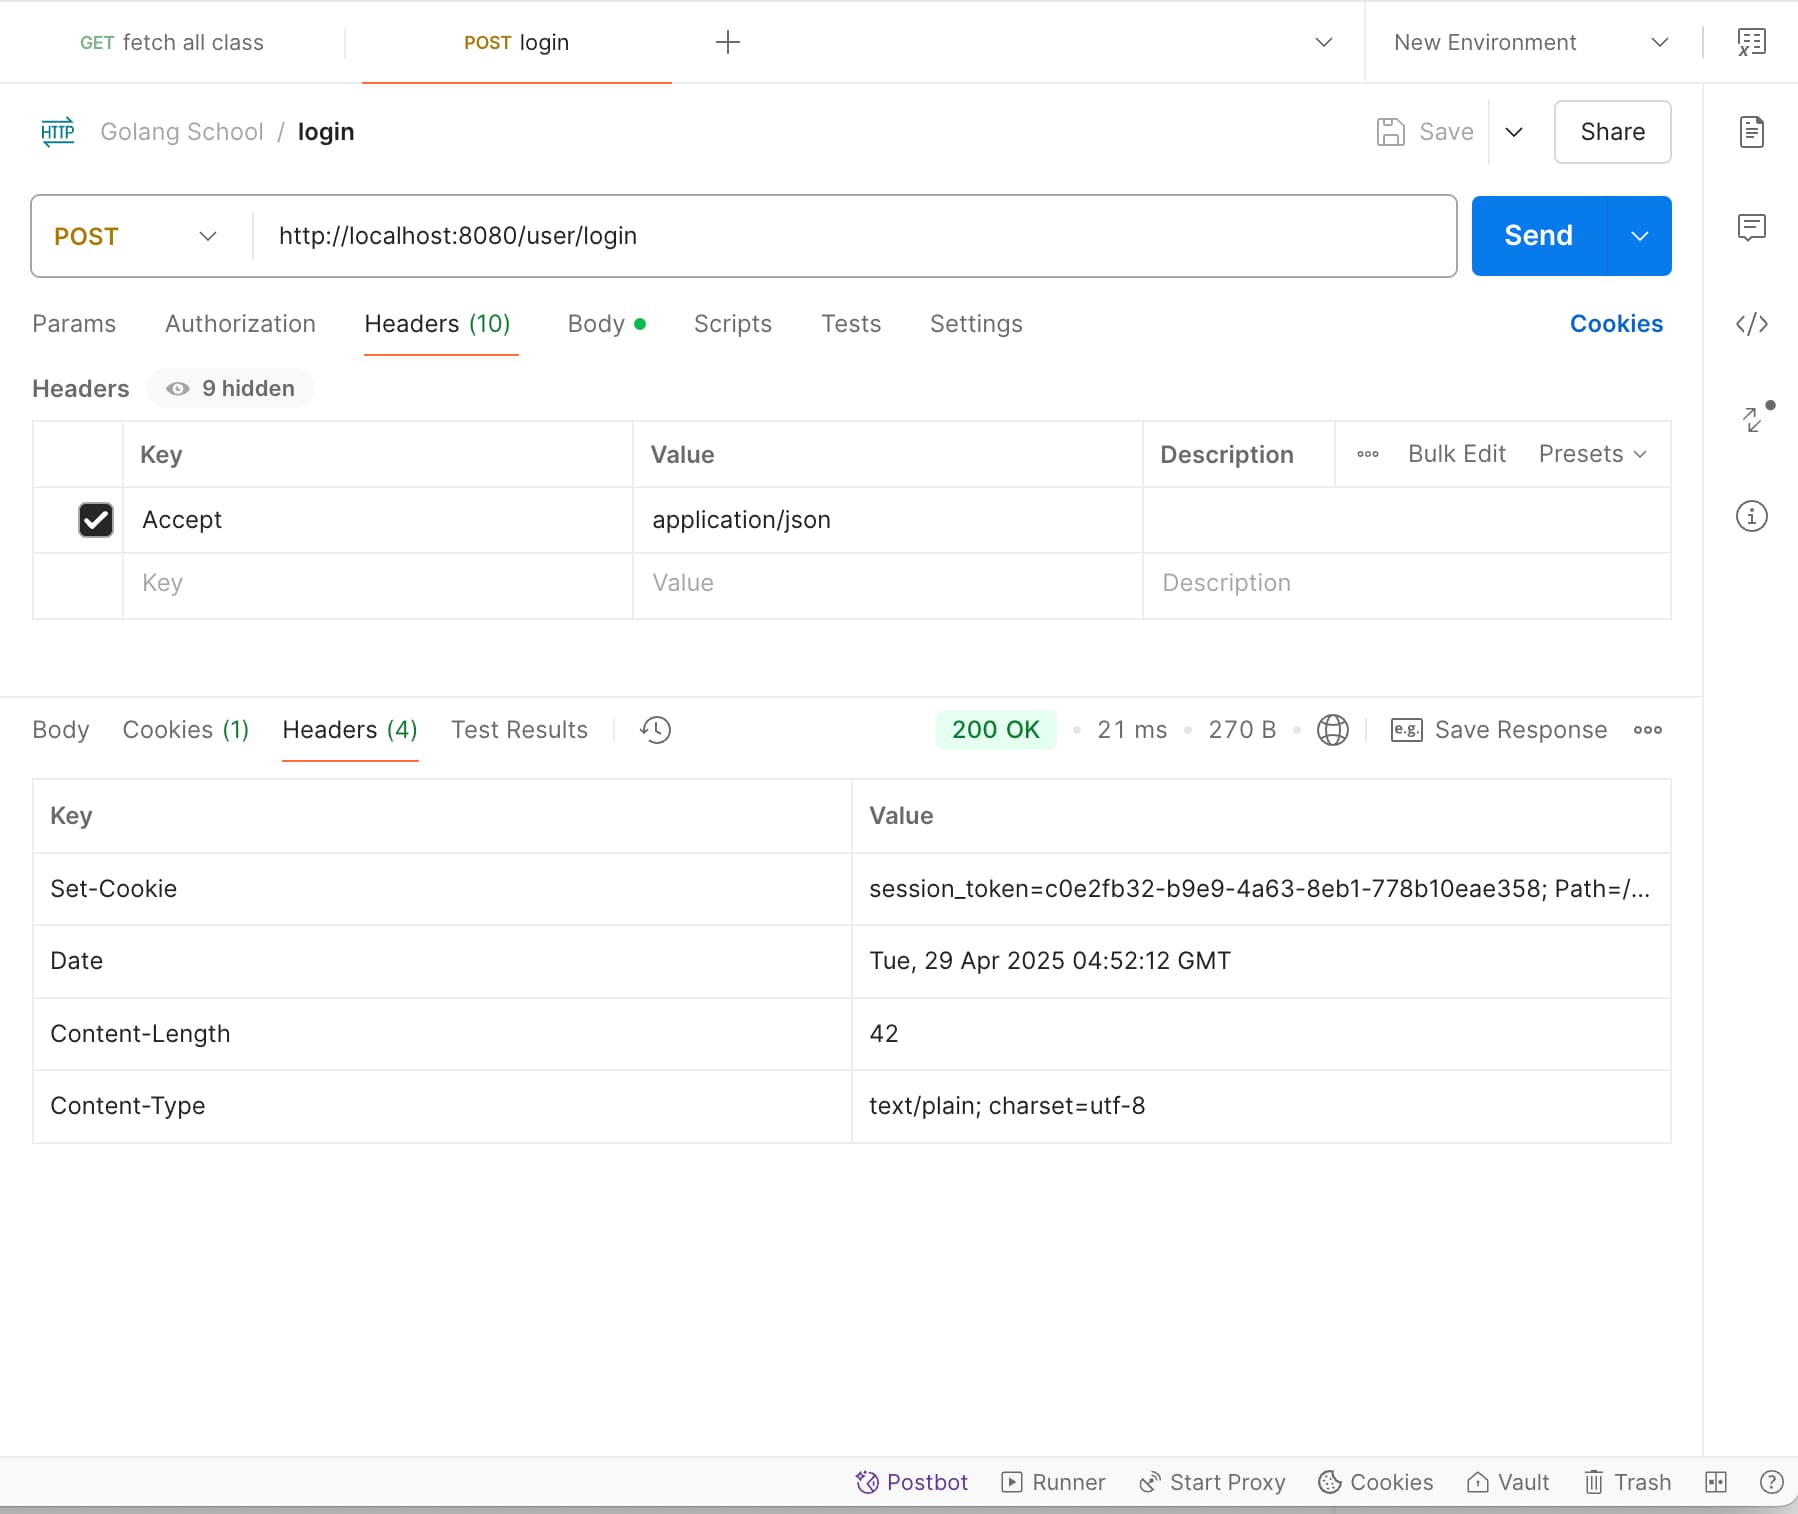 GET fetch all class
POST login
New Environment
HTTP Golang School / login
Save
Share
POST
http://localhost:8080/user/login
Send
Params Authorization Headers (10) Body Scripts Tests Settings Cookies
Headers 9 hidden
Key Value Description Bulk Edit Presets
Accept application/json
Key Value Description
Body Cookies (1) Headers (4) Test Results 200 OK 21 ms 270 B e.g. Save Response
Key Value
Set-Cookie session_token=c0e2fb32-b9e9-4a63-8eb1-778b10eae358; Path=/...
Date Tue, 29 Apr 2025 04:52:12 GMT
Content-Length 42
Content-Type text/plain; charset=utf-8
Postbot Runner Start Proxy Cookies Vault Trash